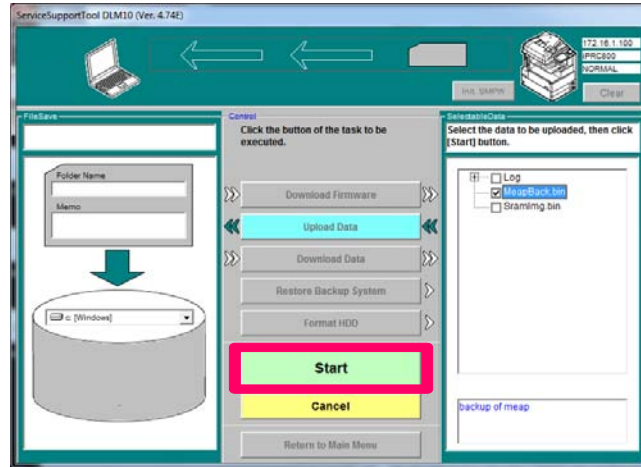 ServiceSupportTool DLM10 (Ver. 4.74E)
172.16.1.100
iPRC800
NORMAL
Init. SMPW
Clear
FileSave
Folder Name
Memo
c: [Windows]
Control
Click the button of the task to be
executed.
Download Firmware
Upload Data
Download Data
Restore Backup System
Format HDD
Start
Cancel
Return to Main Menu
SelectableData
Select the data to be uploaded, then click
[Start] button.
Log
MeapBack.bin
SramImg.bin
backup of meap